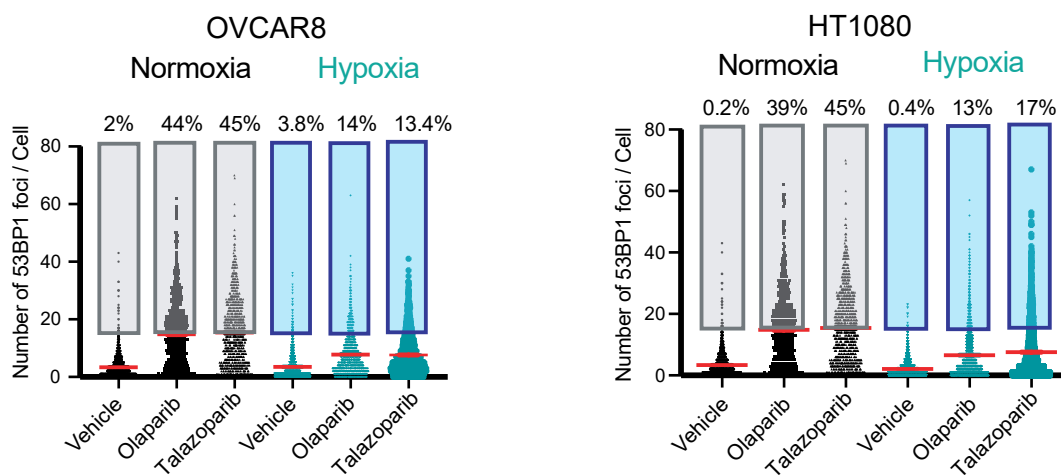 OVCAR8
Normoxia Hypoxia
2% 44% 45% 3.8% 14% 13.4%
Number of 53BP1 foci / Cell
80
60
40
20
0
Vehicle Olaparib Talazoparib Vehicle Olaparib Talazoparib
HT1080
Normoxia Hypoxia
0.2% 39% 45% 0.4% 13% 17%
Number of 53BP1 foci / Cell
80
60
40
20
0
Vehicle Olaparib Talazoparib Vehicle Olaparib Talazoparib